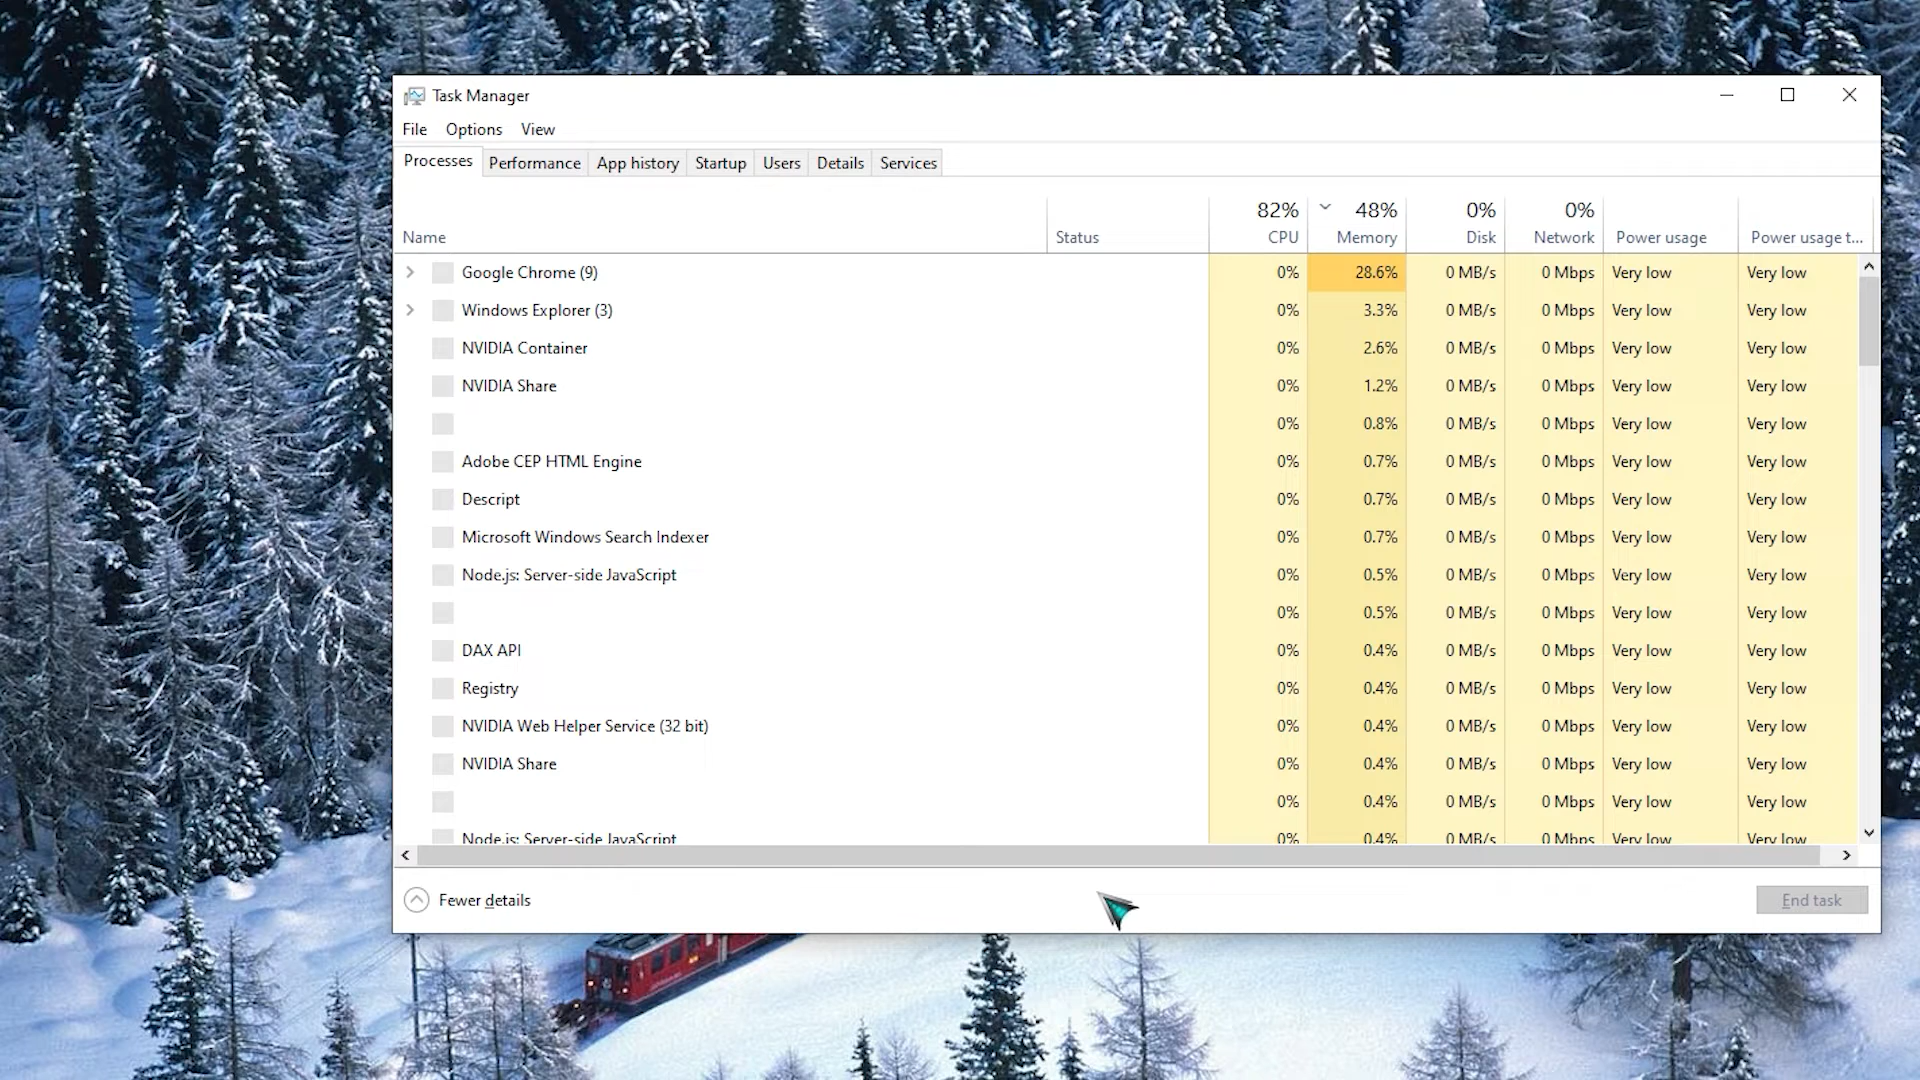 Task Manager
File Options View
Processes Performance App history Startup Users Details Services
82% 48% 0% 0%
Name Status CPU Memory Disk Network Power usage Power usage t...
Google Chrome (9) 0% 28.6% 0 MB/s 0 Mbps Very low Very low
Windows Explorer (3) 0% 3.3% 0 MB/s 0 Mbps Very low Very low
NVIDIA Container 0% 2.6% 0 MB/s 0 Mbps Very low Very low
NVIDIA Share 0% 1.2% 0 MB/s 0 Mbps Very low Very low
0% 0.8% 0 MB/s 0 Mbps Very low Very low
Adobe CEP HTML Engine 0% 0.7% 0 MB/s 0 Mbps Very low Very low
Descript 0% 0.7% 0 MB/s 0 Mbps Very low Very low
Microsoft Windows Search Indexer 0% 0.7% 0 MB/s 0 Mbps Very low Very low
Node.js: Server-side JavaScript 0% 0.5% 0 MB/s 0 Mbps Very low Very low
0% 0.5% 0 MB/s 0 Mbps Very low Very low
DAX API 0% 0.4% 0 MB/s 0 Mbps Very low Very low
Registry 0% 0.4% 0 MB/s 0 Mbps Very low Very low
NVIDIA Web Helper Service (32 bit) 0% 0.4% 0 MB/s 0 Mbps Very low Very low
NVIDIA Share 0% 0.4% 0 MB/s 0 Mbps Very low Very low
0% 0.4% 0 MB/s 0 Mbps Very low Very low
Node.js: Server-side JavaScript 0% 0.4% 0 MB/s 0 Mbps Very low Very low
Fewer details End task